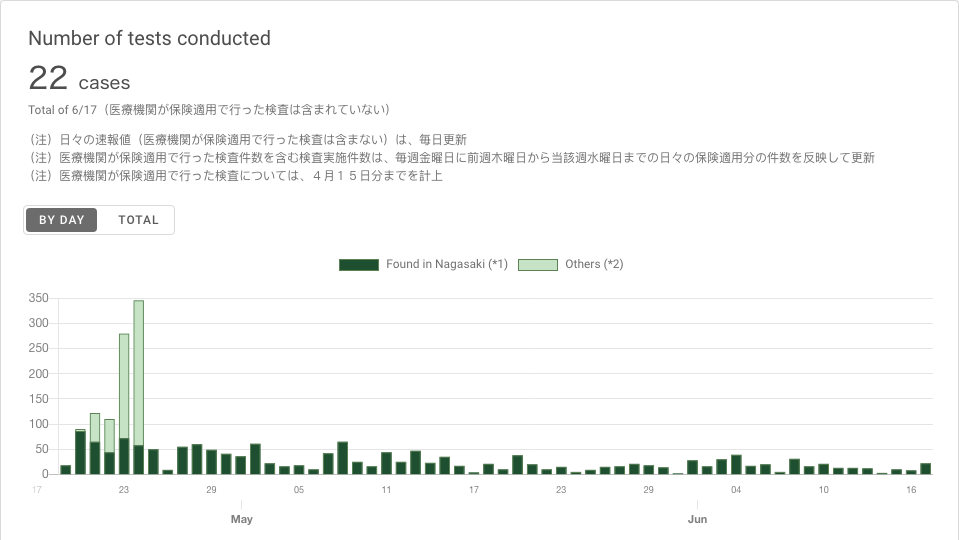 Number of tests conducted
22 cases
Total of 6/17（医療機関が保険適用で行った検査は含まれていない）
（注）日々の速報値（医療機関が保険適用で行った検査は含まない）は、毎日更新
（注）医療機関が保険適用で行った検査件数を含む検査実施件数は、毎週金曜日に前週木曜日から当該週水曜日までの日々の保険適用分の件数を反映して更新
（注）医療機関が保険適用で行った検査については、４月１５日分までを計上
BY DAY TOTAL
Found in Nagasaki (*1) Others (*2)
350
300
250
200
150
100
50
0
17 23 29 05 11 17 23 29 04 10 16
May Jun